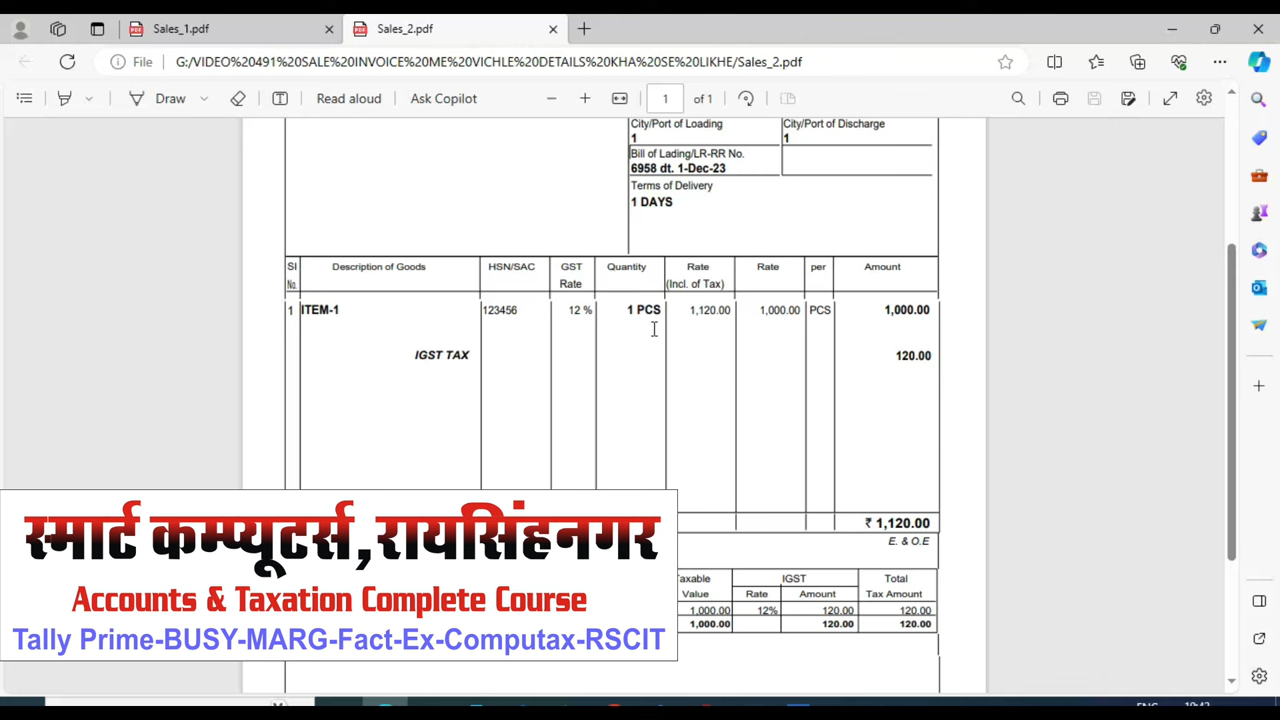 Sales_1.pdf
Sales_2.pdf
File
G:/VIDEO%20491%20SALE%20INVOICE%20ME%20VICHLE%20DETAILS%20KHA%20SE%20LIKHE/Sales_2.pdf
Draw
Read aloud
Ask Copilot
1 of 1
City/Port of Loading City/Port of Discharge
1 1
Bill of Lading/LR-RR No.
6958 dt. 1-Dec-23
Terms of Delivery
1 DAYS
Sl Description of Goods HSN/SAC GST Quantity Rate Rate per Amount
No. Rate (Incl. of Tax)
1 ITEM-1 123456 12 % 1 PCS 1,120.00 1,000.00 PCS 1,000.00
IGST TAX 120.00
₹ 1,120.00
E. & O.E
IGST Total
Value Rate Amount Tax Amount
1,000.00 12% 120.00 120.00
1,000.00 120.00 120.00
स्मार्ट कम्प्यूटर्स,रायसिंहनगर
Accounts & Taxation Complete Course
Tally Prime-BUSY-MARG-Fact-Ex-Computax-RSCIT